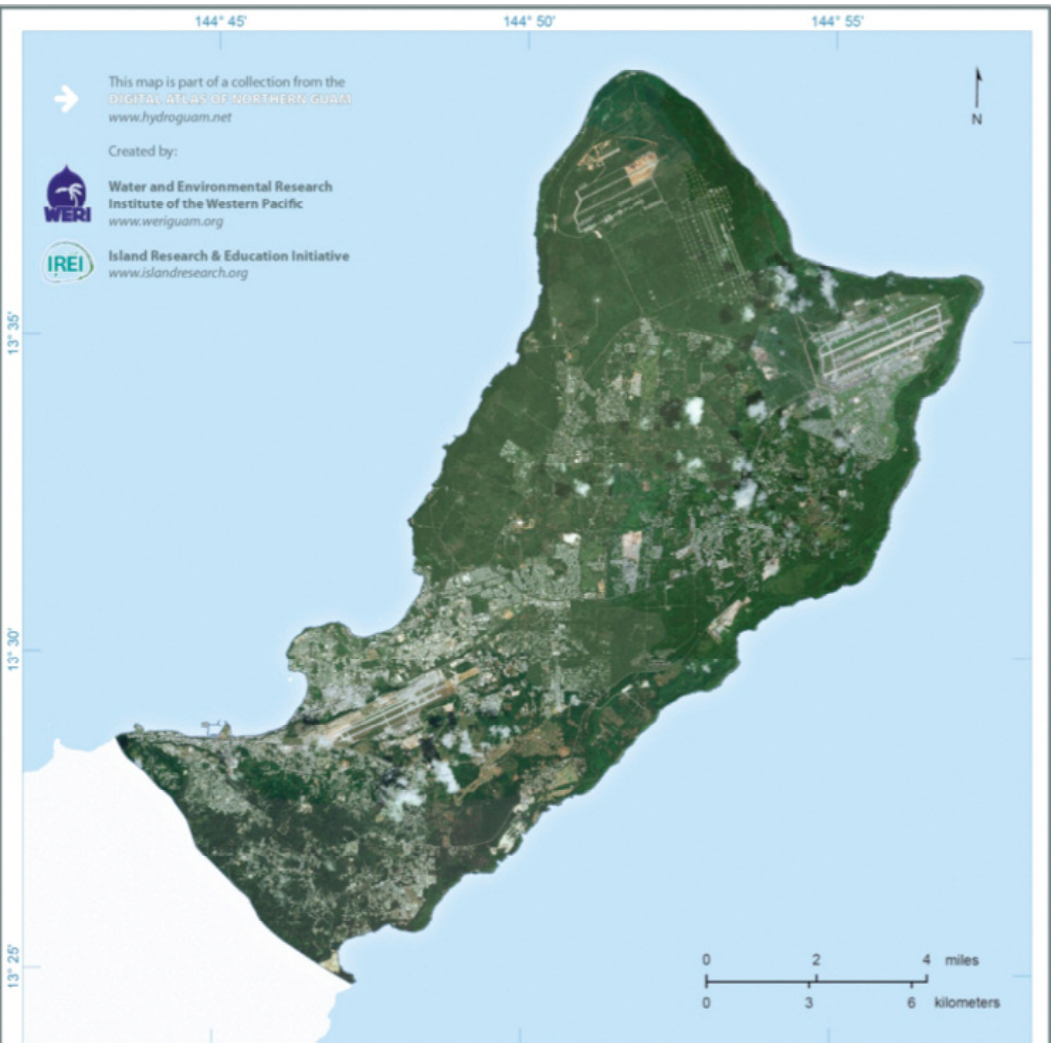 144° 45'
144° 50'
144° 55'
This map is part of a collection from the
DIGITAL ATLAS OF NORTHERN GUAM
www.hydroguam.net
Created by:
WERI
Water and Environmental Research
Institute of the Western Pacific
www.weriguam.org
IREI
Island Research & Education Initiative
www.islandresearch.org
N
13° 35'
13° 30'
13° 25'
0 2 4 miles
0 3 6 kilometers